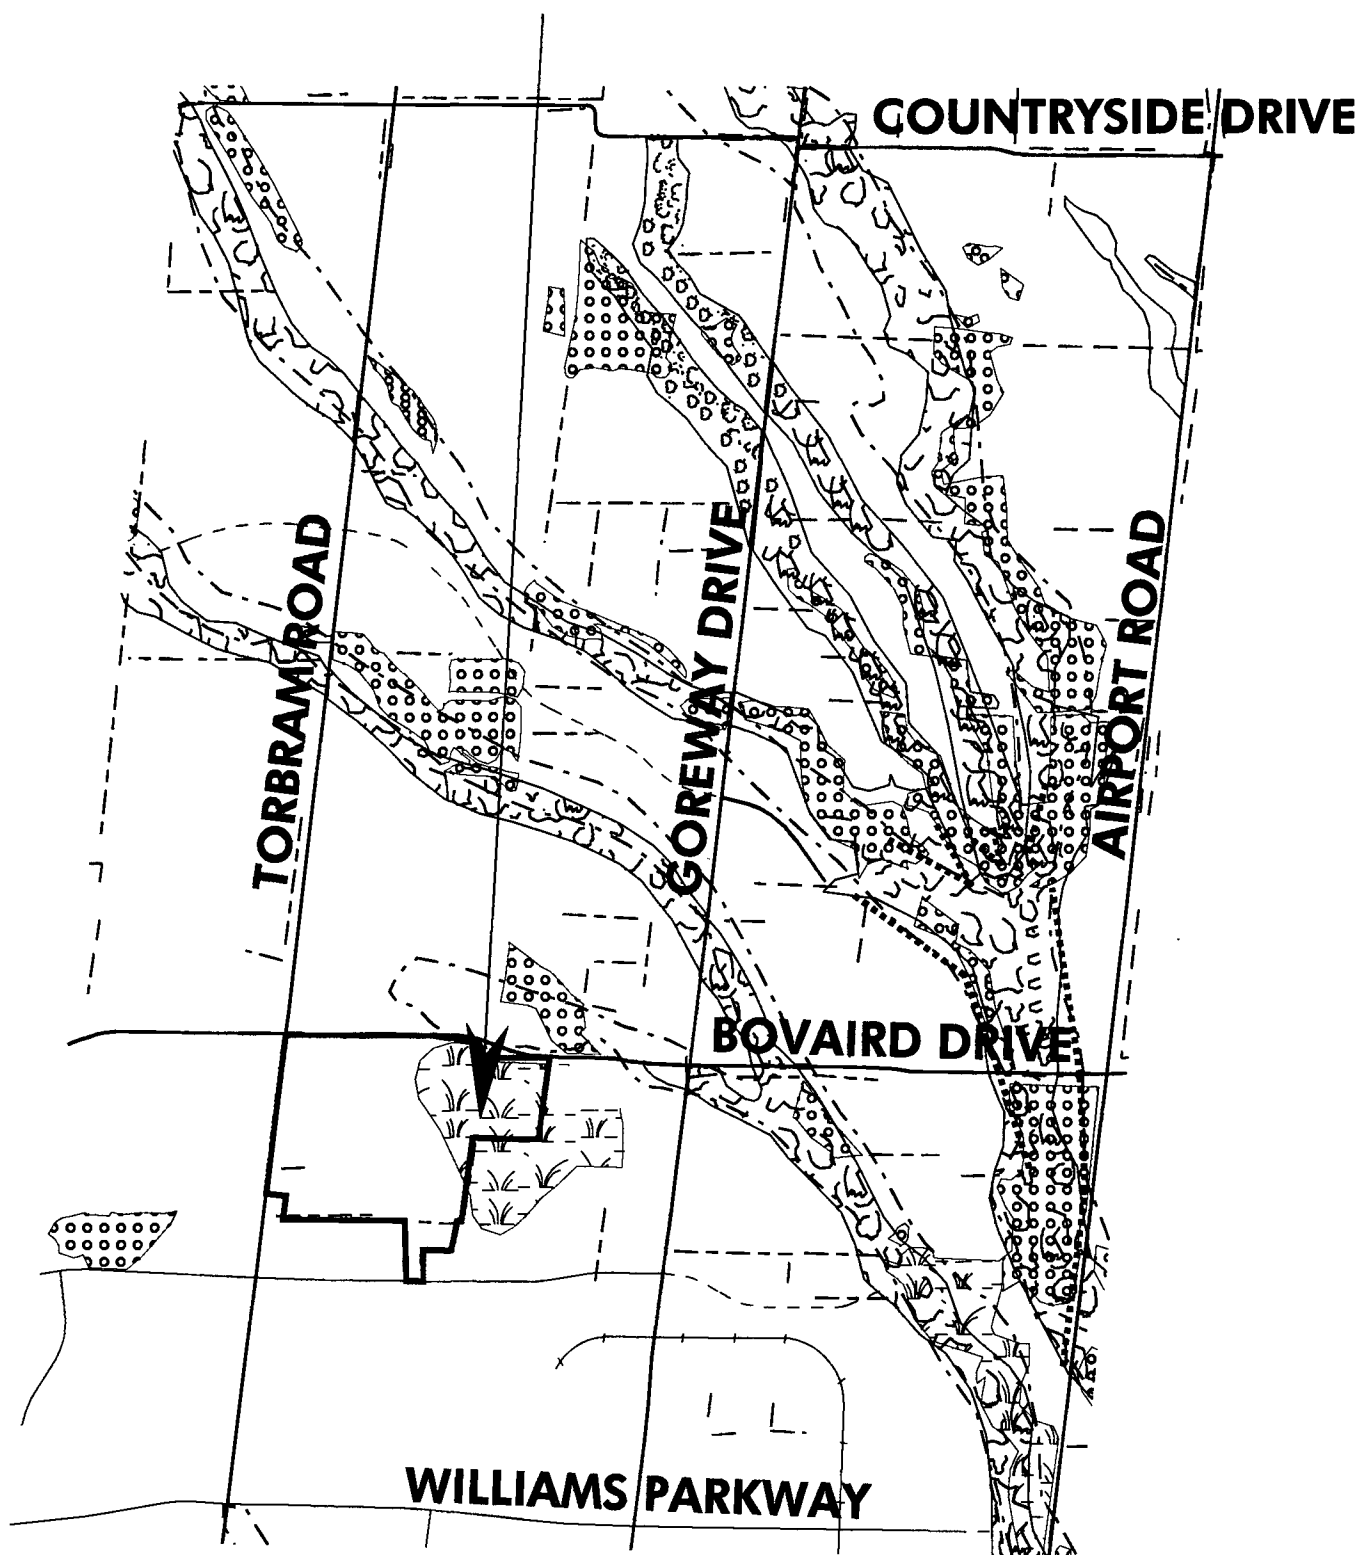 COUNTRYSIDE DRIVE
TORBRAM ROAD
GOREWAY DRIVE
AIRPORT ROAD
BOVAIRD DRIVE
WILLIAMS PARKWAY